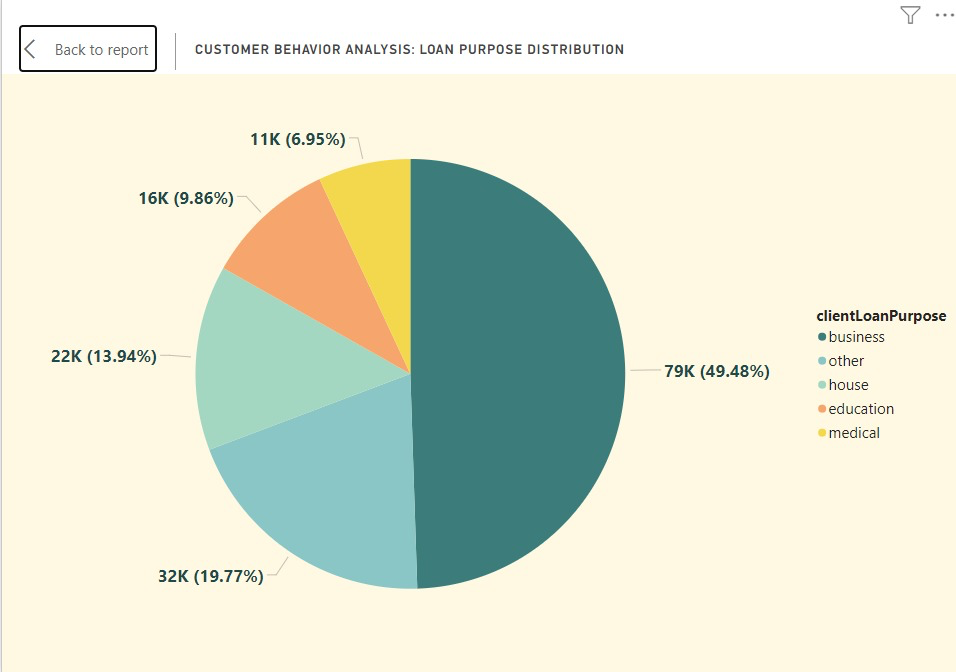 Back to report
CUSTOMER BEHAVIOR ANALYSIS: LOAN PURPOSE DISTRIBUTION
11K (6.95%)
16K (9.86%)
22K (13.94%)
79K (49.48%)
32K (19.77%)
clientLoanPurpose
business
other
house
education
medical